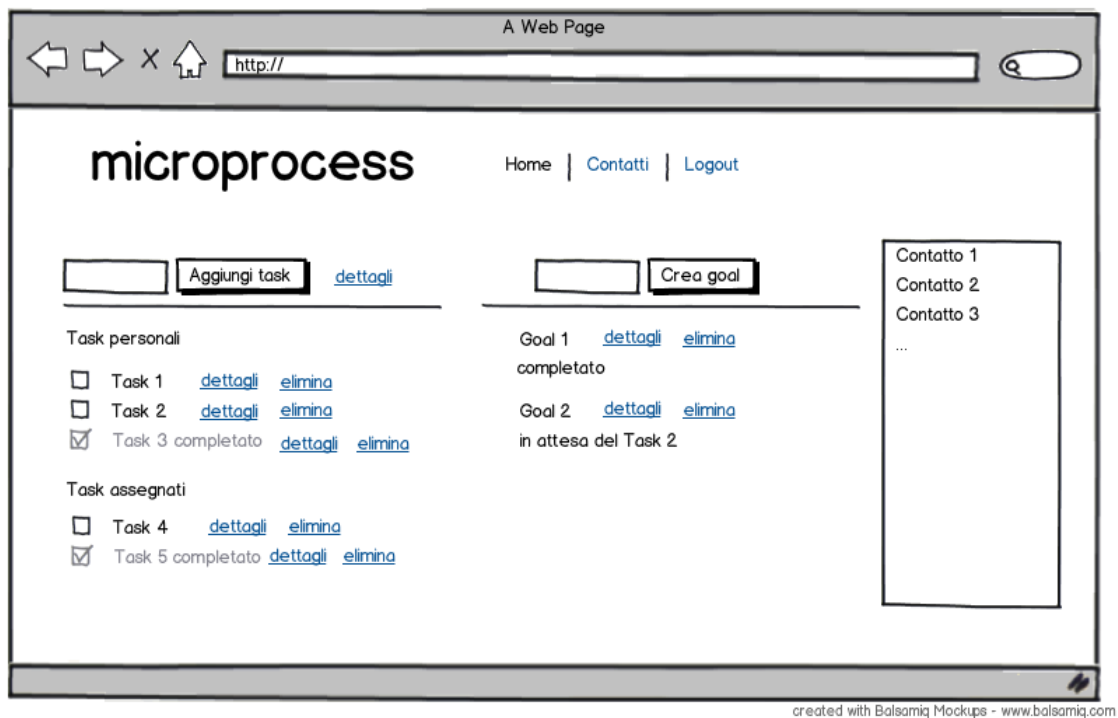 A Web Page
http://
microprocess
Home | Contatti | Logout
Aggiungi task dettagli
Task personali
Task 1 dettagli elimina
Task 2 dettagli elimina
Task 3 completato dettagli elimina
Task assegnati
Task 4 dettagli elimina
Task 5 completato dettagli elimina
Crea goal
Goal 1 dettagli elimina
completato
Goal 2 dettagli elimina
in attesa del Task 2
Contatto 1
Contatto 2
Contatto 3
...
created with Balsamiq Mockups - www.balsamiq.com